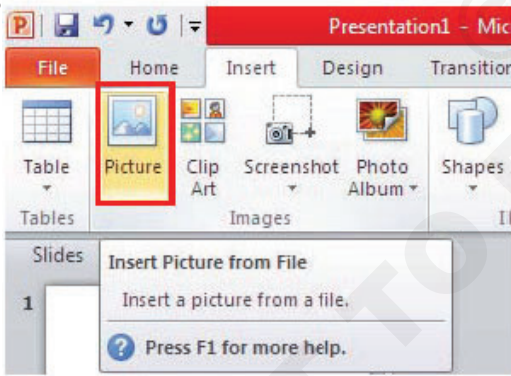 Presentation1 - Mic
File Home Insert Design Transition
Table Picture Clip Art Screenshot Photo Album Shapes
Tables Images
Slides
Insert Picture from File
1
Insert a picture from a file.
Press F1 for more help.